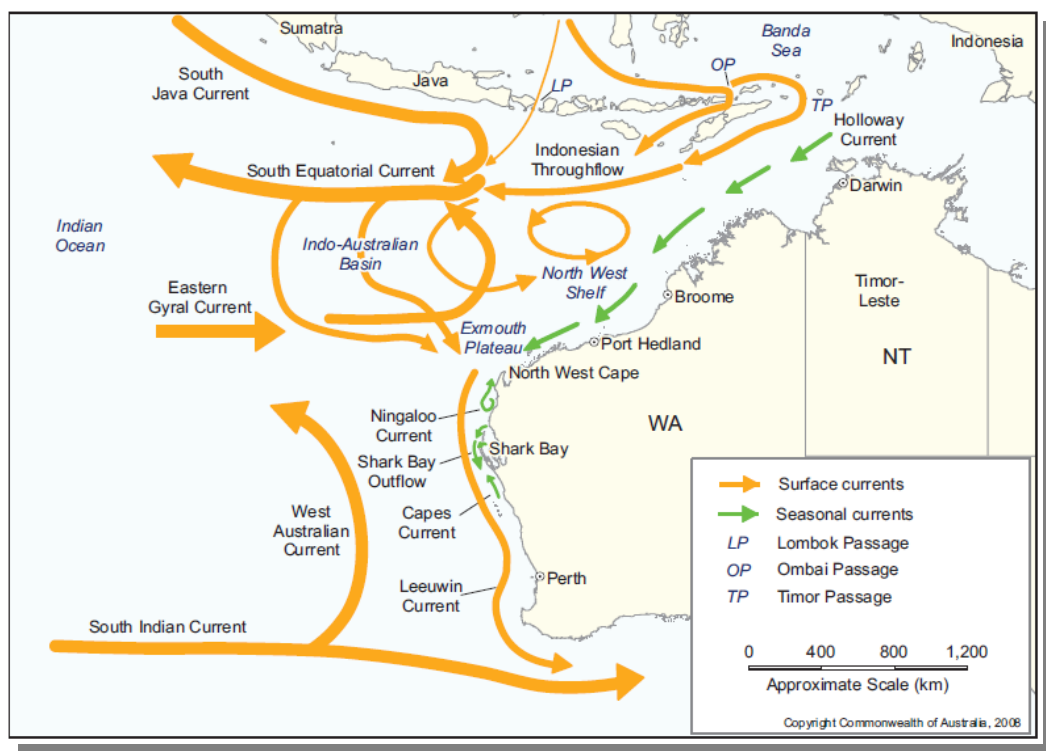 Sumatra
Banda
Sea
Indonesia
South
Java Current
Java
LP
OP
TP
Holloway
Current
Indonesian
Throughflow
South Equatorial Current
Darwin
Indian
Ocean
Indo-Australian
Basin
North West
Shelf
Eastern
Gyral Current
Broome
Timor-
Leste
Exmouth
Plateau
Port Hedland
NT
North West Cape
Ningaloo
Current
WA
Shark Bay
Shark Bay
Outflow
West
Australian
Current
Capes
Current
Leeuwin
Current
Perth
South Indian Current
Surface currents
Seasonal currents
LP Lombok Passage
OP Ombai Passage
TP Timor Passage
0 400 800 1,200
Approximate Scale (km)
Copyright Commonwealth of Australia, 2008